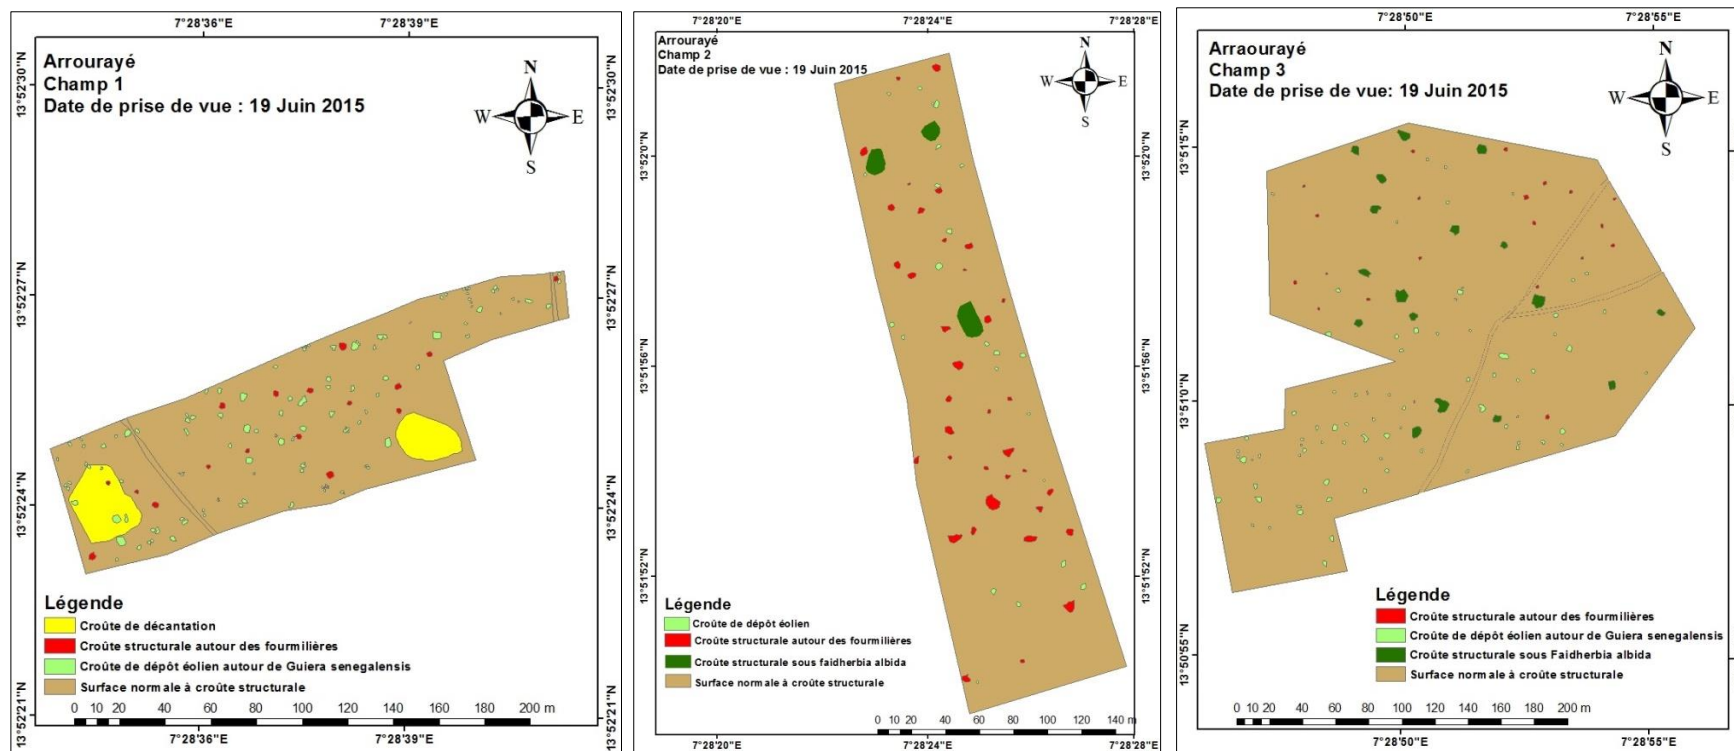 7°28'36"E 7°28'39"E
Arrourayé
Champ 1
Date de prise de vue : 19 Juin 2015
N
W E
S
13°52'30"N 13°52'30"N
13°52'27"N 13°52'27"N
13°52'24"N 13°52'24"N
13°52'21"N 13°52'21"N
Légende
Croûte de décantation
Croûte structurale autour des fourmilières
Croûte de dépôt éolien autour de Guiera senegalensis
Surface normale à croûte structurale
0 10 20 40 60 80 100 120 140 160 180 200 m
7°28'36"E 7°28'39"E
7°28'20"E 7°28'24"E 7°28'28"E
Arrourayé
Champ 2
Date de prise de vue : 19 Juin 2015
N
W E
S
13°52'0"N 13°52'0"N
13°51'56"N 13°51'56"N
13°51'52"N 13°51'52"N
Légende
Croûte de dépôt éolien
Croûte structurale autour des fourmilières
Croûte structurale sous faidherbia albida
Surface normale à croûte structurale
0 10 20 40 60 80 100 120 140 m
7°28'20"E 7°28'24"E 7°28'28"E
7°28'50"E 7°28'55"E
Arraourayé
Champ 3
Date de prise de vue: 19 Juin 2015
N
W E
S
13°51'5"N
13°51'0"N
13°50'55"N
Légende
Croûte structurale autour des fourmilières
Croûte de dépôt éolien autour de Guiera senegalensis
Croûte structurale sous Faidherbia albida
Surface normale à croûte structurale
0 10 20 40 60 80 100 120 140 160 180 200 m
7°28'50"E 7°28'55"E